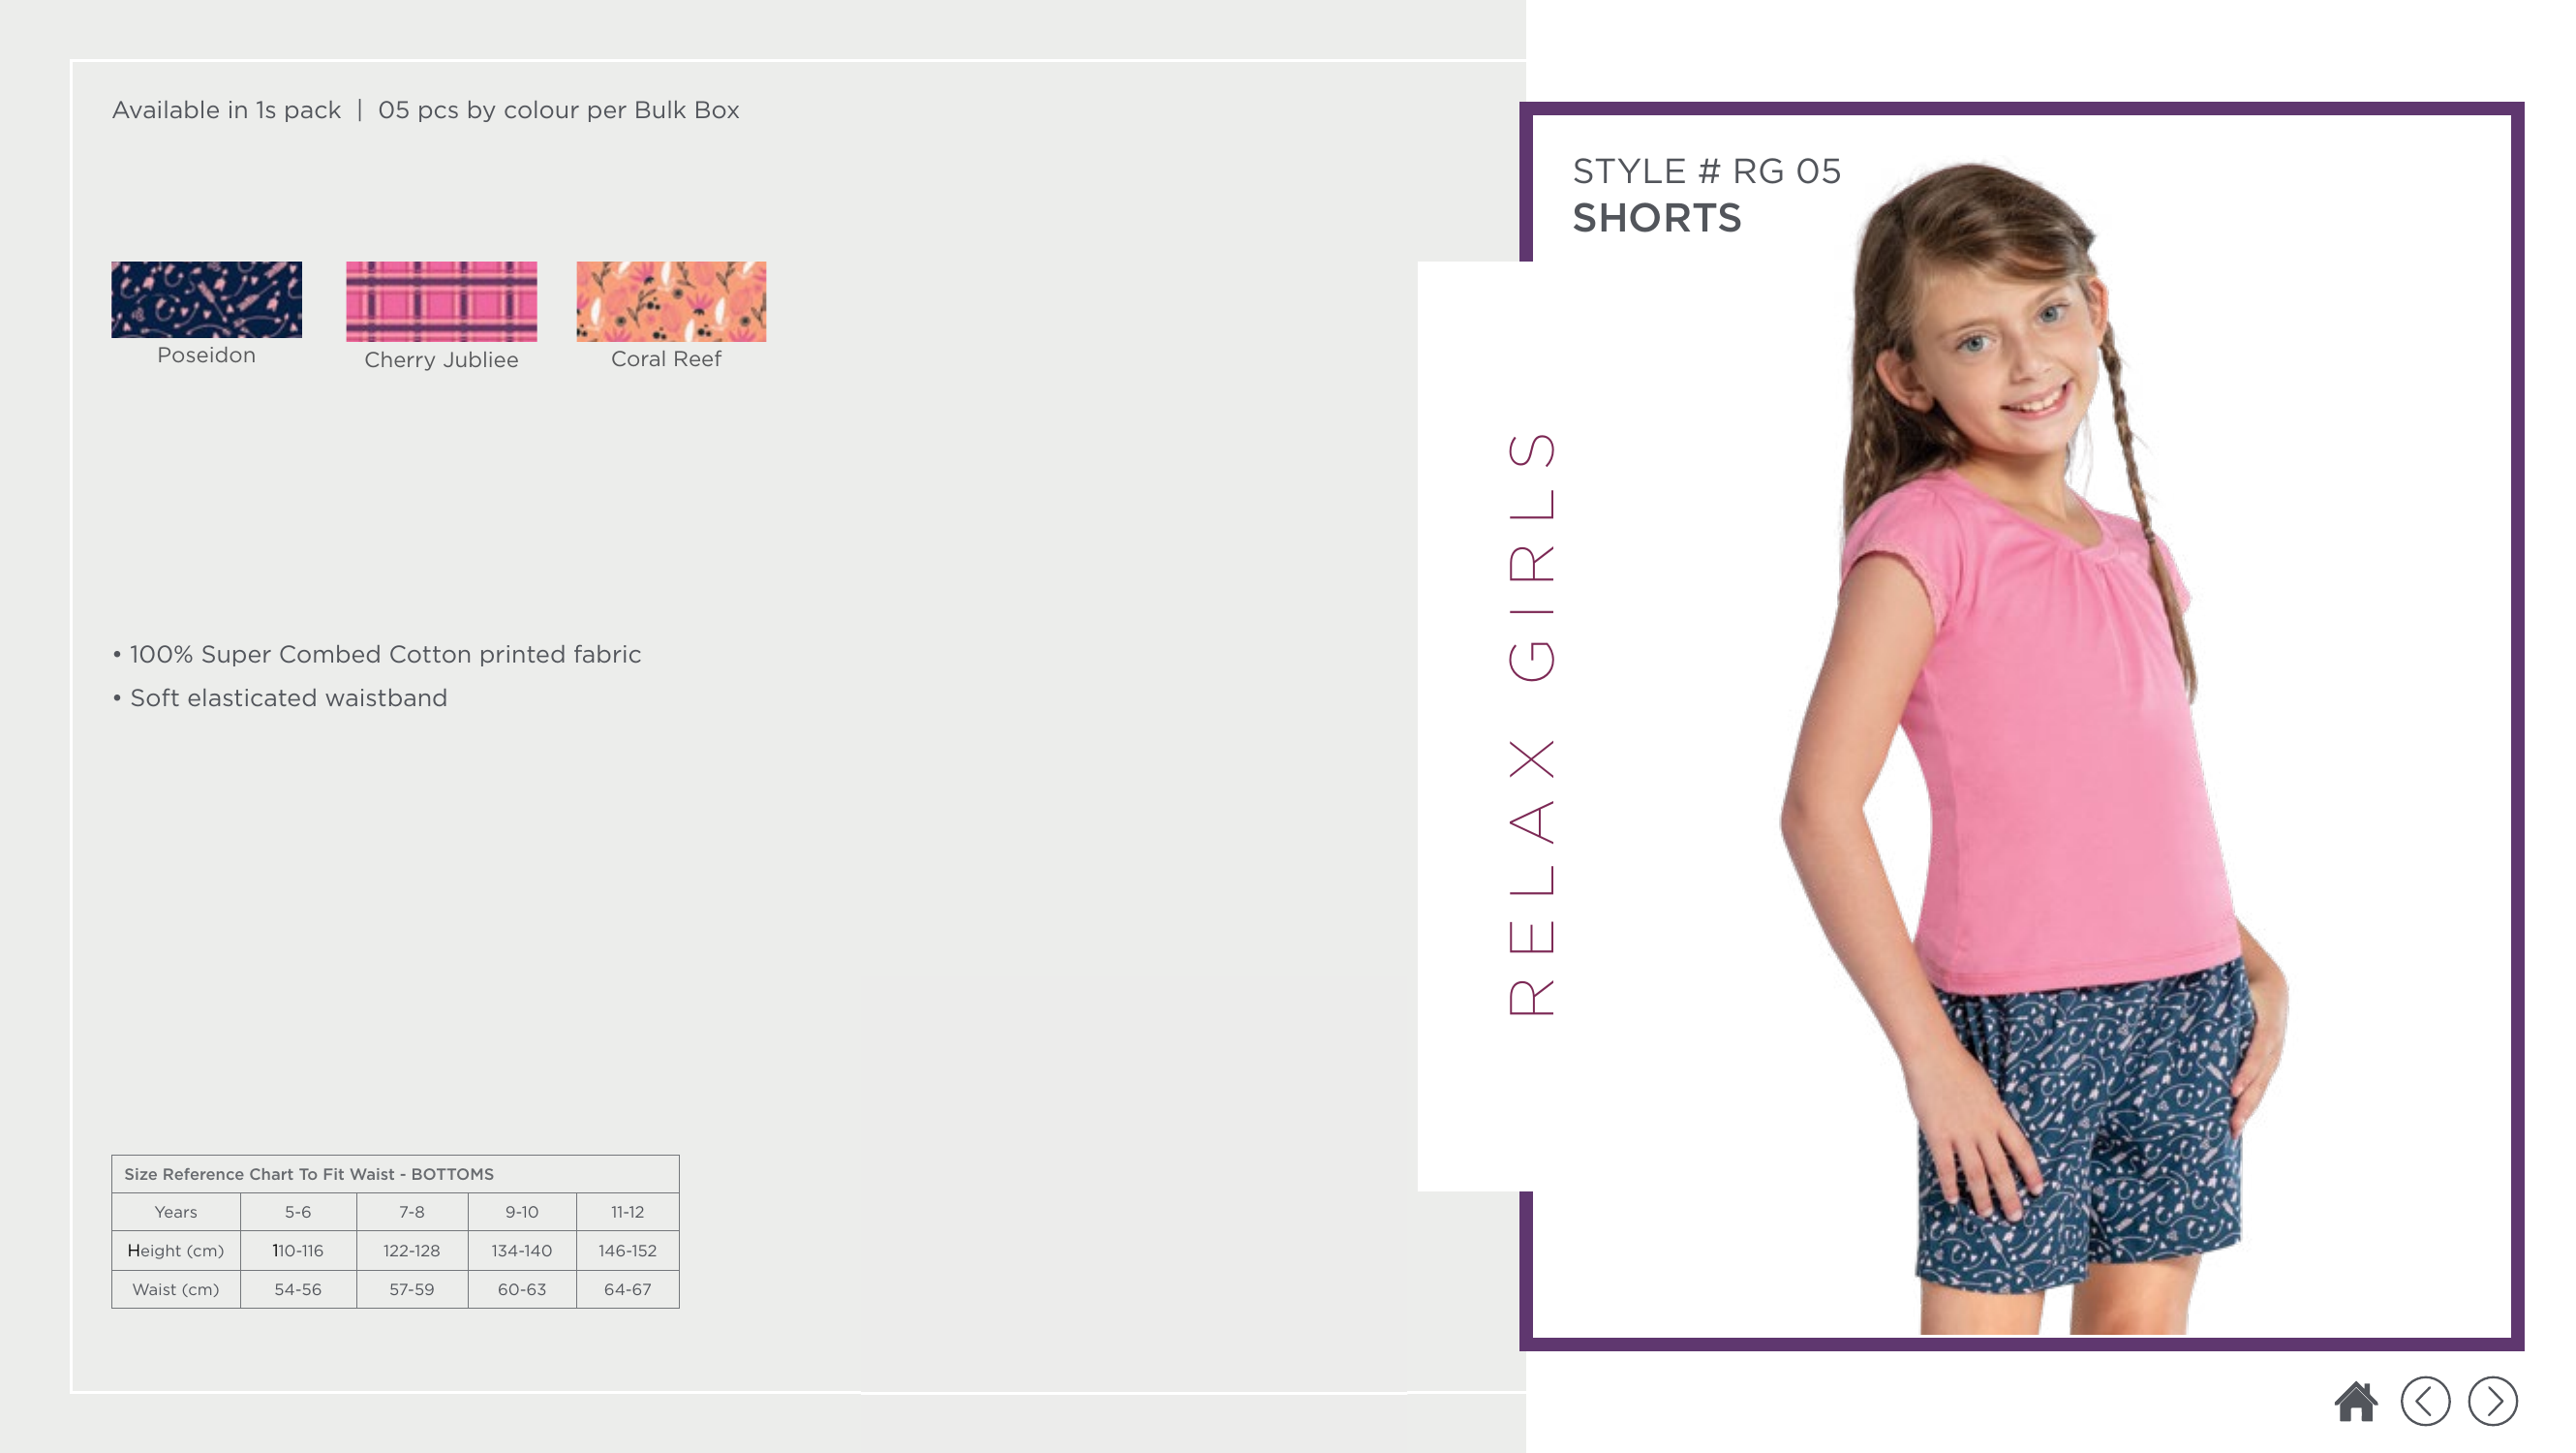 Available in 1s pack | 05 pcs by colour per Bulk Box
Poseidon
Cherry Jubliee
Coral Reef
• 100% Super Combed Cotton printed fabric
• Soft elasticated waistband
Size Reference Chart To Fit Waist - BOTTOMS
Years 5-6 7-8 9-10 11-12
Height (cm) 110-116 122-128 134-140 146-152
Waist (cm) 54-56 57-59 60-63 64-67
RELAX GIRLS
STYLE # RG 05
SHORTS